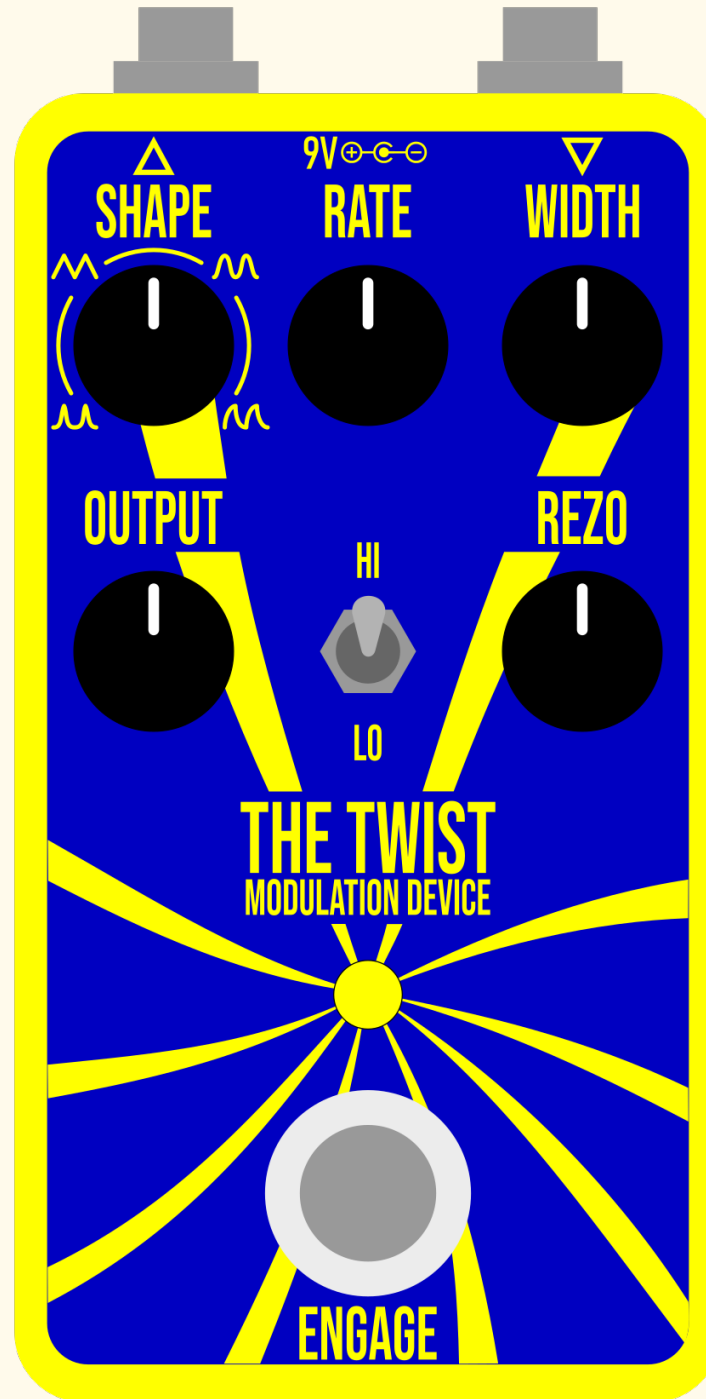 9V
SHAPE RATE WIDTH
OUTPUT REZO
HI
LO
THE TWIST
MODULATION DEVICE
ENGAGE